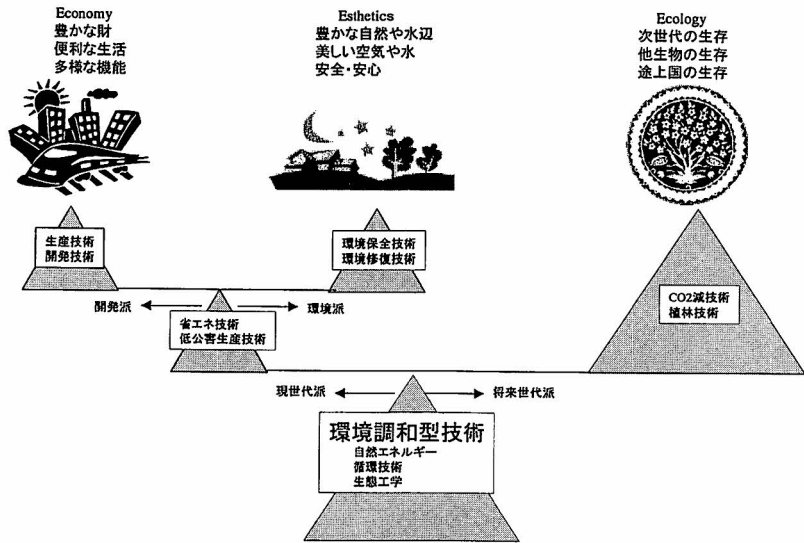 Economy
豊かな財
便利な生活
多様な機能
Esthetics
豊かな自然や水辺
美しい空気や水
安全・安心
Ecology
次世代の生存
他生物の生存
途上国の生存
生産技術
開発技術
環境保全技術
環境修復技術
開発派
環境派
省エネ技術
低公害生産技術
CO2減技術
植林技術
現世代派
将来世代派
環境調和型技術
自然エネルギー
循環技術
生態工学